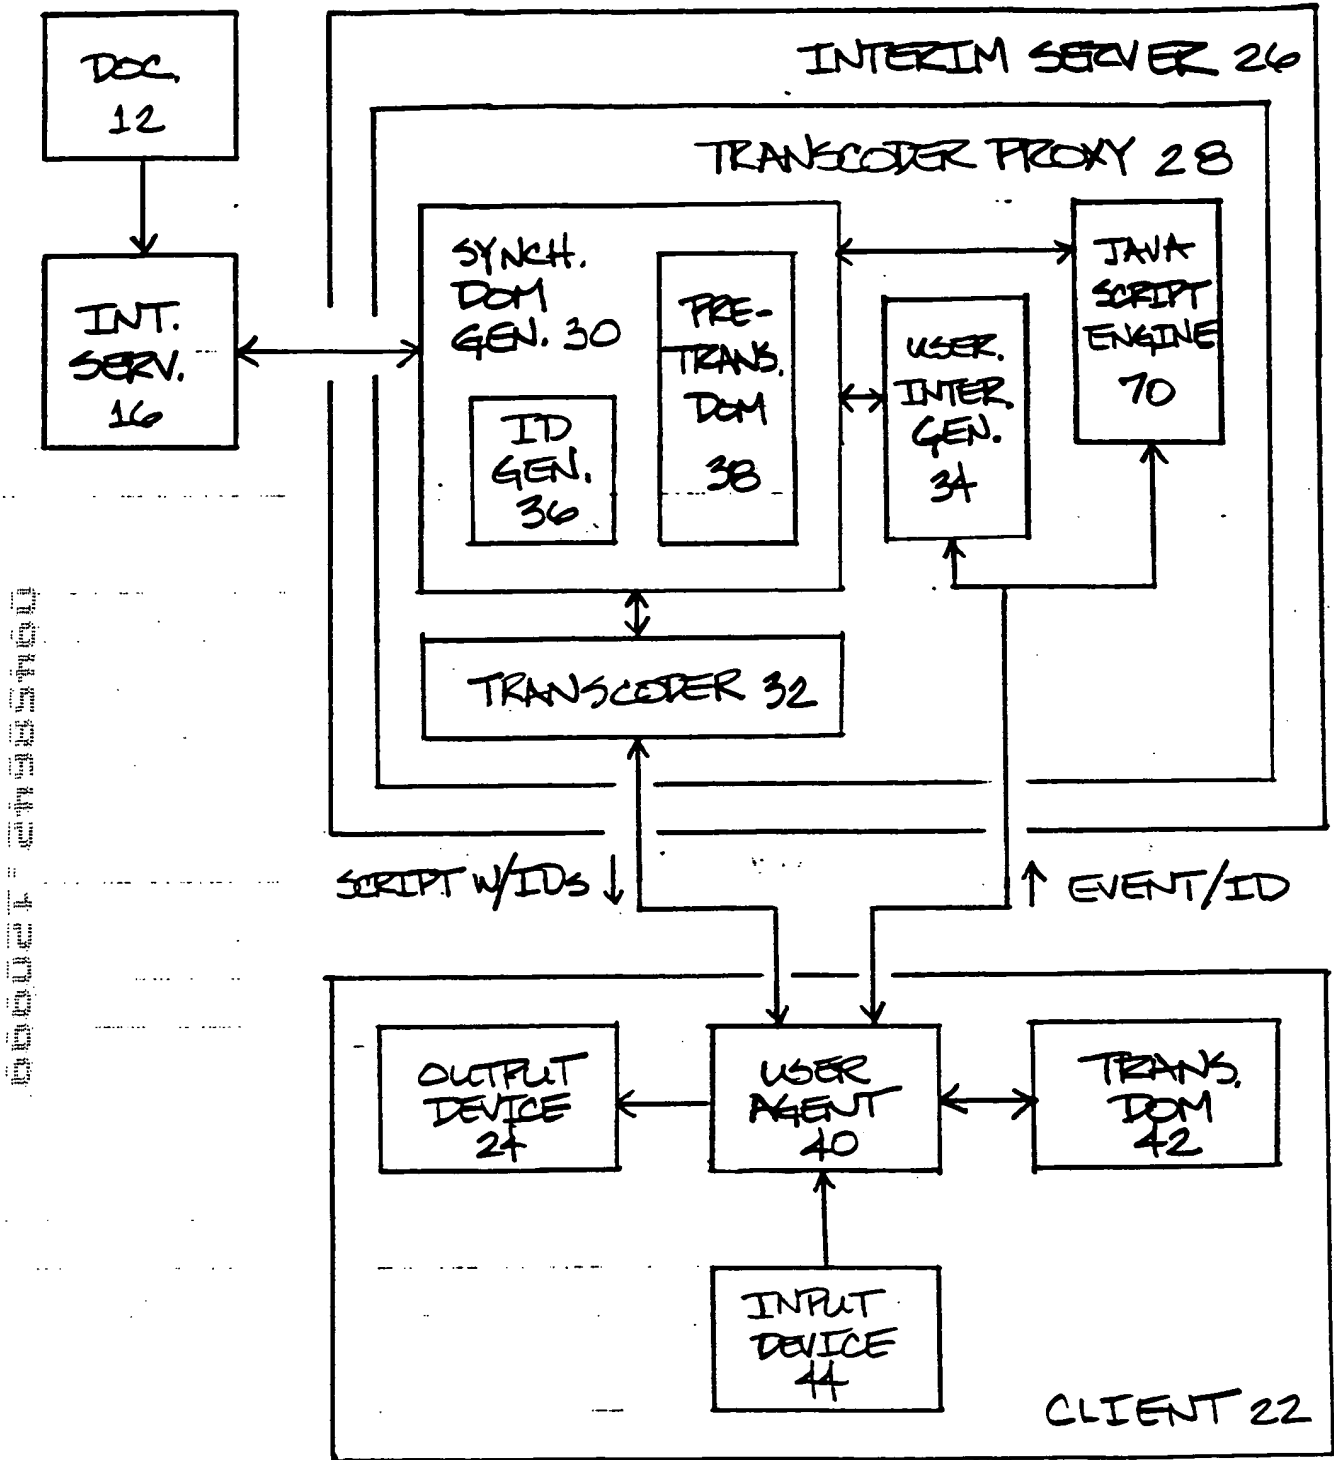 DOC.
12
INTERIM SERVER 26
TRANSCODER PROXY 28
INT.
SERV.
16
SYNCH.
DOM
GEN. 30
ID
GEN.
36
PRE-
TRANS.
DOM
38
USER.
INTER.
GEN.
34
JAVA
SCRIPT
ENGINE
70
TRANSCODER 32
SCRIPT W/IDs
EVENT/ID
OUTPUT
DEVICE
24
USER
AGENT
40
TRANS.
DOM
42
INPUT
DEVICE
44
CLIENT 22